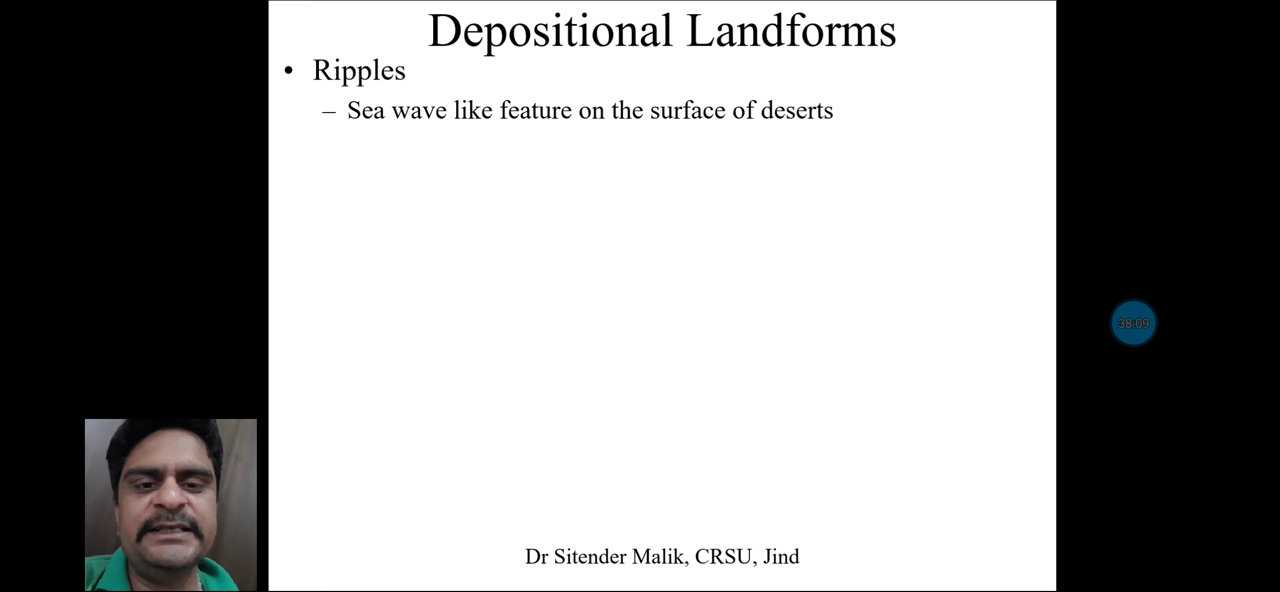 Depositional Landforms
• Ripples
– Sea wave like feature on the surface of deserts
38:09
Dr Sitender Malik, CRSU, Jind